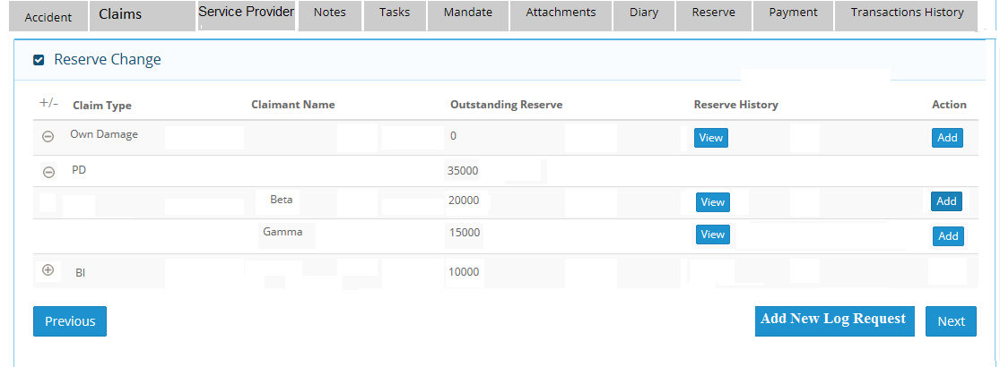 Accident Claims Service Provider Notes Tasks Mandate Attachments Diary Reserve Payment Transactions History
Reserve Change
+/- Claim Type Claimant Name Outstanding Reserve Reserve History Action
Own Damage 0 View Add
PD 35000
Beta 20000 View Add
Gamma 15000 View Add
BI 10000
Previous Add New Log Request Next